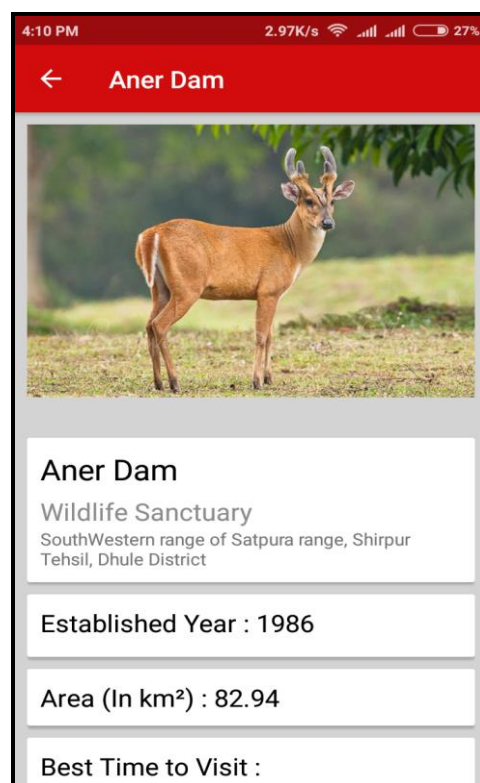 4:10 PM 2.97K/s 27%
Aner Dam
Aner Dam
Wildlife Sanctuary
SouthWestern range of Satpura range, Shirpur
Tehsil, Dhule District
Established Year : 1986
Area (In km²) : 82.94
Best Time to Visit :